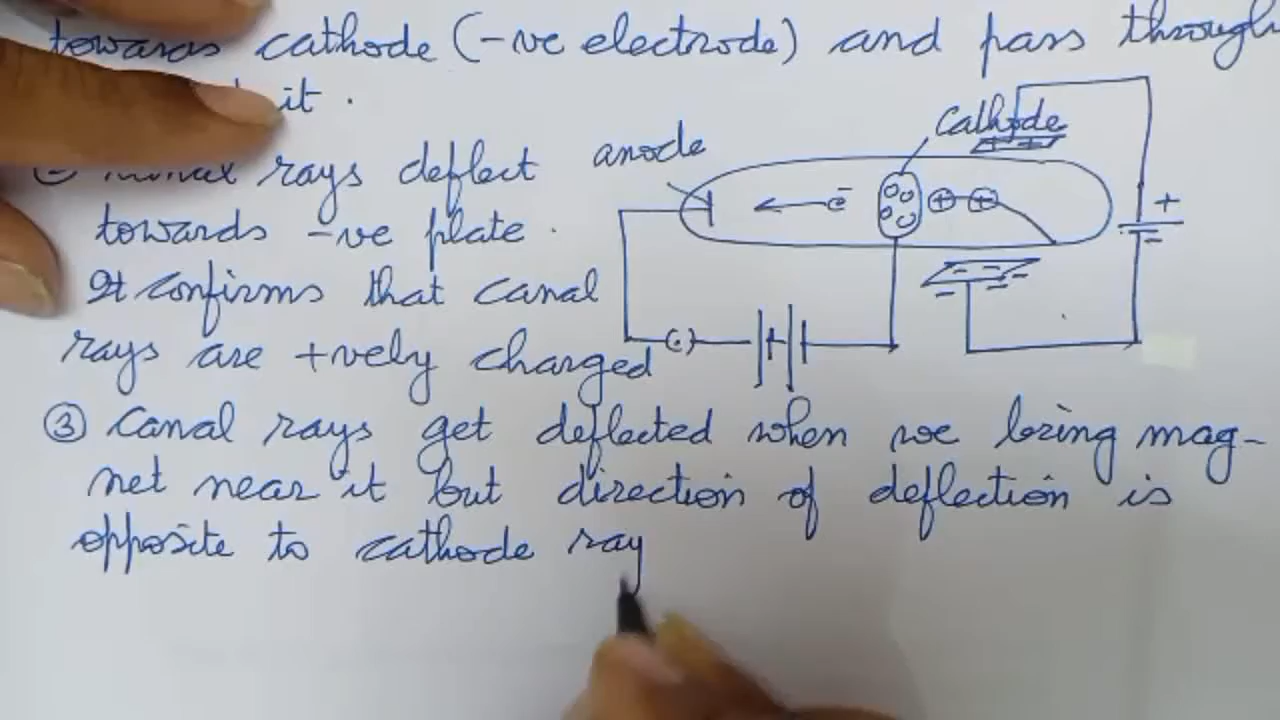 towards cathode (-ve electrode) and pass through
it .
rays deflect
towards -ve plate .
It confirms that canal
rays are +vely charged
anode
Cathode
+ +
e-
+ +
+
- - -
③ Canal rays get deflected when we bring mag-
net near it but direction of deflection is
opposite to cathode ray